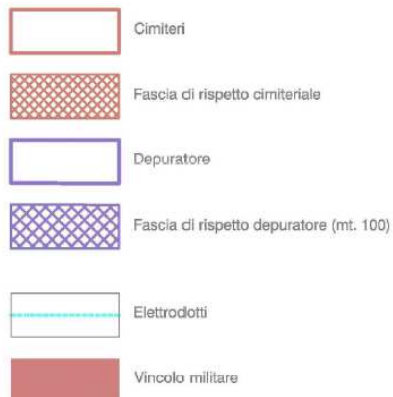 Cimiteri
Fascia di rispetto cimiteriale
Depuratore
Fascia di rispetto depuratore (mt. 100)
Elettrodotti
Vincolo militare